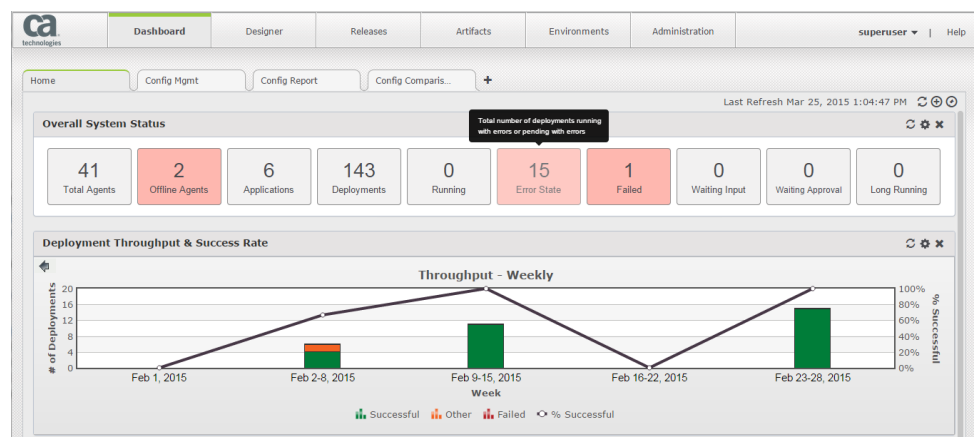 ca
technologies
Dashboard Designer Releases Artifacts Environments Administration superuser | Help
Home Config Mgmt Config Report Config Comparis... +
Last Refresh Mar 25, 2015 1:04:47 PM
Total number of deployments running
with errors or pending with errors
Overall System Status
41 2 6 143 0 15 1 0 0 0
Total Agents Offline Agents Applications Deployments Running Error State Failed Waiting Input Waiting Approval Long Running
Deployment Throughput & Success Rate
Throughput - Weekly
# of Deployments
20
16
12
8
4
0
100%
80%
60%
40%
20%
0%
% Successful
Feb 1, 2015 Feb 2-8, 2015 Feb 9-15, 2015 Feb 16-22, 2015 Feb 23-28, 2015
Week
Successful Other Failed % Successful